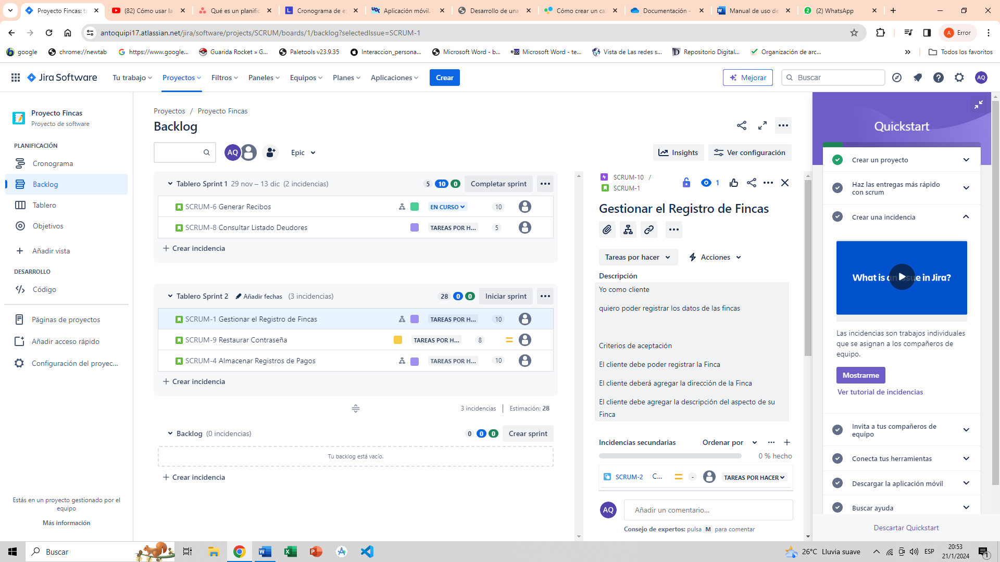 Proyecto Fincas: ta
(82) Cómo usar la
Qué es un planific
Cronograma de e
Aplicación móvil.
Desarrollo de una
Cómo crear un ca
Documentación -
Manual de uso de
(2) WhatsApp
antoquipi17.atlassian.net/jira/software/projects/SCRUM/boards/1/backlog?selectedIssue=SCRUM-1
A Error
google
chrome://newtab
https://www.google...
Guarida Rocket » G...
Paletools v23.9.35
Interaccion_persona...
Microsoft Word - b...
Microsoft Word - te...
Vista de Las redes s...
Repositorio Digital...
Organización de arc...
Todos los favoritos
Jira Software
Tu trabajo
Proyectos
Filtros
Paneles
Equipos
Planes
Aplicaciones
Crear
Mejorar
Buscar
AQ
Proyecto Fincas
Proyecto de software
PLANIFICACIÓN
Cronograma
Backlog
Tablero
Objetivos
Añadir vista
DESARROLLO
Código
Páginas de proyectos
Añadir acceso rápido
Configuración del proyec...
Estás en un proyecto gestionado por el
equipo
Más información
Proyectos / Proyecto Fincas
Backlog
AQ
Epic
Insights
Ver configuración
Tablero Sprint 1 29 nov – 13 dic (2 incidencias) 5 10 0 Completar sprint
SCRUM-6 Generar Recibos EN CURSO 10
SCRUM-8 Consultar Listado Deudores TAREAS POR H... 5
Crear incidencia
Tablero Sprint 2 Añadir fechas (3 incidencias) 28 0 0 Iniciar sprint
SCRUM-1 Gestionar el Registro de Fincas TAREAS POR H... 10
SCRUM-9 Restaurar Contraseña TAREAS POR H... 8
SCRUM-4 Almacenar Registros de Pagos TAREAS POR H... 10
Crear incidencia
3 incidencias Estimación: 28
Backlog (0 incidencias) 0 0 0 Crear sprint
Tu backlog está vacío.
Crear incidencia
SCRUM-10 /
SCRUM-1
1
Gestionar el Registro de Fincas
Tareas por hacer
Acciones
Descripción
Yo como cliente
quiero poder registrar los datos de las fincas
Criterios de aceptación
El cliente debe poder registrar la Finca
El cliente deberá agregar la dirección de la Finca
El cliente debe agregar la descripción del aspecto de su
Finca
Incidencias secundarias
Ordenar por
0 % hecho
SCRUM-2 C... - TAREAS POR HACER
AQ
Añadir un comentario...
Consejo de expertos: pulsa M para comentar
Quickstart
Crear un proyecto
Haz las entregas más rápido
con scrum
Crear una incidencia
What is an issue in Jira?
Las incidencias son trabajos individuales
que se asignan a los compañeros de
equipo.
Mostrarme
Ver tutorial de incidencias
Invita a tus compañeros de
equipo
Conecta tus herramientas
Descargar la aplicación móvil
Buscar ayuda
Descartar Quickstart
Buscar
26°C Lluvia suave
ESP
20:53
21/1/2024
1